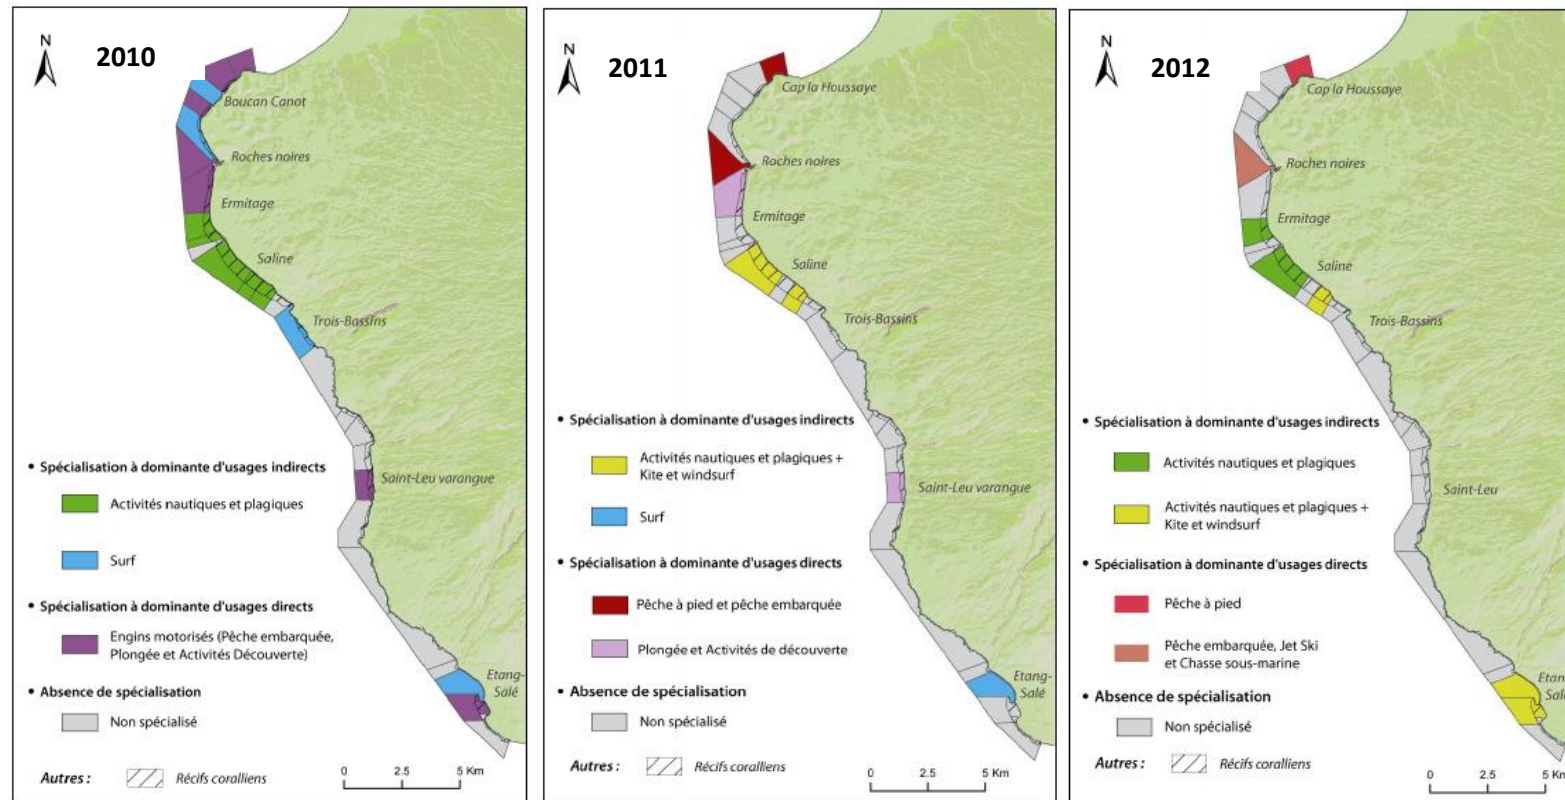 N
2010
Boucan Canot
Roches noires
Ermitage
Saline
Trois-Bassins
Saint-Leu varangue
Etang-
Salé
• Spécialisation à dominante d'usages indirects
Activités nautiques et plagiques
Surf
• Spécialisation à dominante d'usages directs
Engins motorisés (Pêche embarquée,
Plongée et Activités Découverte)
• Absence de spécialisation
Non spécialisé
Autres :
Récifs coralliens
0 2.5 5 Km
N
2011
Cap la Houssaye
Roches noires
Ermitage
Saline
Trois-Bassins
Saint-Leu varangue
Etang-
Salé
• Spécialisation à dominante d'usages indirects
Activités nautiques et plagiques +
Kite et windsurf
Surf
• Spécialisation à dominante d'usages directs
Pêche à pied et pêche embarquée
Plongée et Activités de découverte
• Absence de spécialisation
Non spécialisé
Autres :
Récifs coralliens
0 2.5 5 Km
N
2012
Cap la Houssaye
Roches noires
Ermitage
Saline
Trois-Bassins
Saint-Leu
Etan
Salé
• Spécialisation à dominante d'usages indirects
Activités nautiques et plagiques
Activités nautiques et plagiques +
Kite et windsurf
• Spécialisation à dominante d'usages directs
Pêche à pied
Pêche embarquée, Jet Ski
et Chasse sous-marine
• Absence de spécialisation
Non spécialisé
Autres :
Récifs coralliens
0 2.5 5 Km